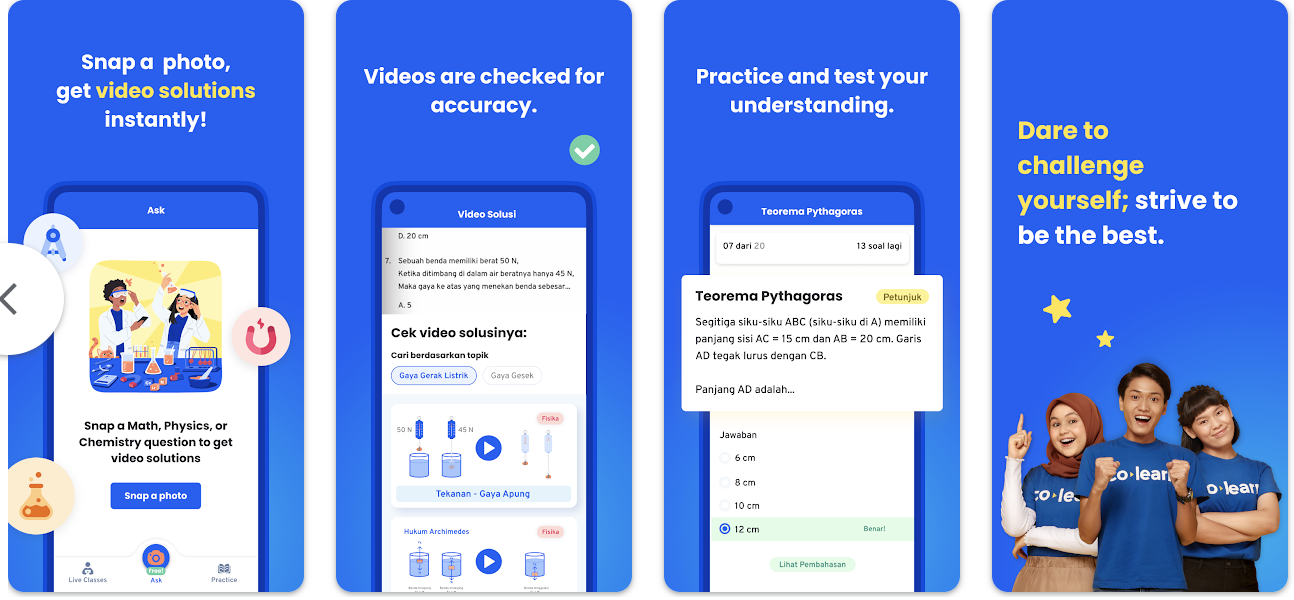 Snap a photo,
get video solutions
instantly!
Ask
Snap a Math, Physics, or
Chemistry question to get
video solutions
Snap a photo
Live Classes
Free!
Ask
Practice
Videos are checked for
accuracy.
Video Solusi
D. 20 cm
7. Sebuah benda memiliki berat 50 N,
Ketika ditimbang di dalam air beratnya hanya 45 N,
Maka gaya ke atas yang menekan benda sebesar...
A. 5
Cek video solusinya:
Cari berdasarkan topik
Gaya Gerak Listrik
Gaya Gesek
Fisika
50 N
45 N
Tekanan - Gaya Apung
Hukum Archimedes
Fisika
Practice and test your
understanding.
Teorema Pythagoras
07 dari 20
13 soal lagi
Teorema Pythagoras
Petunjuk
Segitiga siku-siku ABC (siku-siku di A) memiliki
panjang sisi AC = 15 cm dan AB = 20 cm. Garis
AD tegak lurus dengan CB.
Panjang AD adalah...
Jawaban
6 cm
8 cm
10 cm
12 cm
Benar!
Lihat Pembahasan
Dare to
challenge
yourself; strive to
be the best.
co learn
co learn
co learn